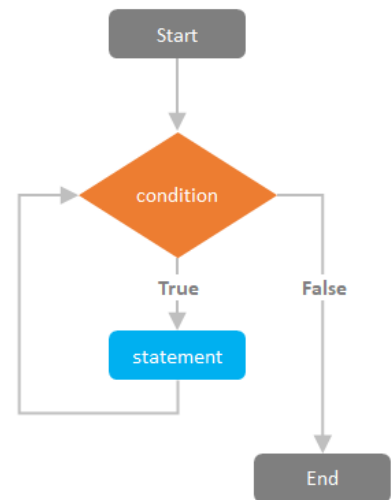 Start
condition
True
False
statement
End